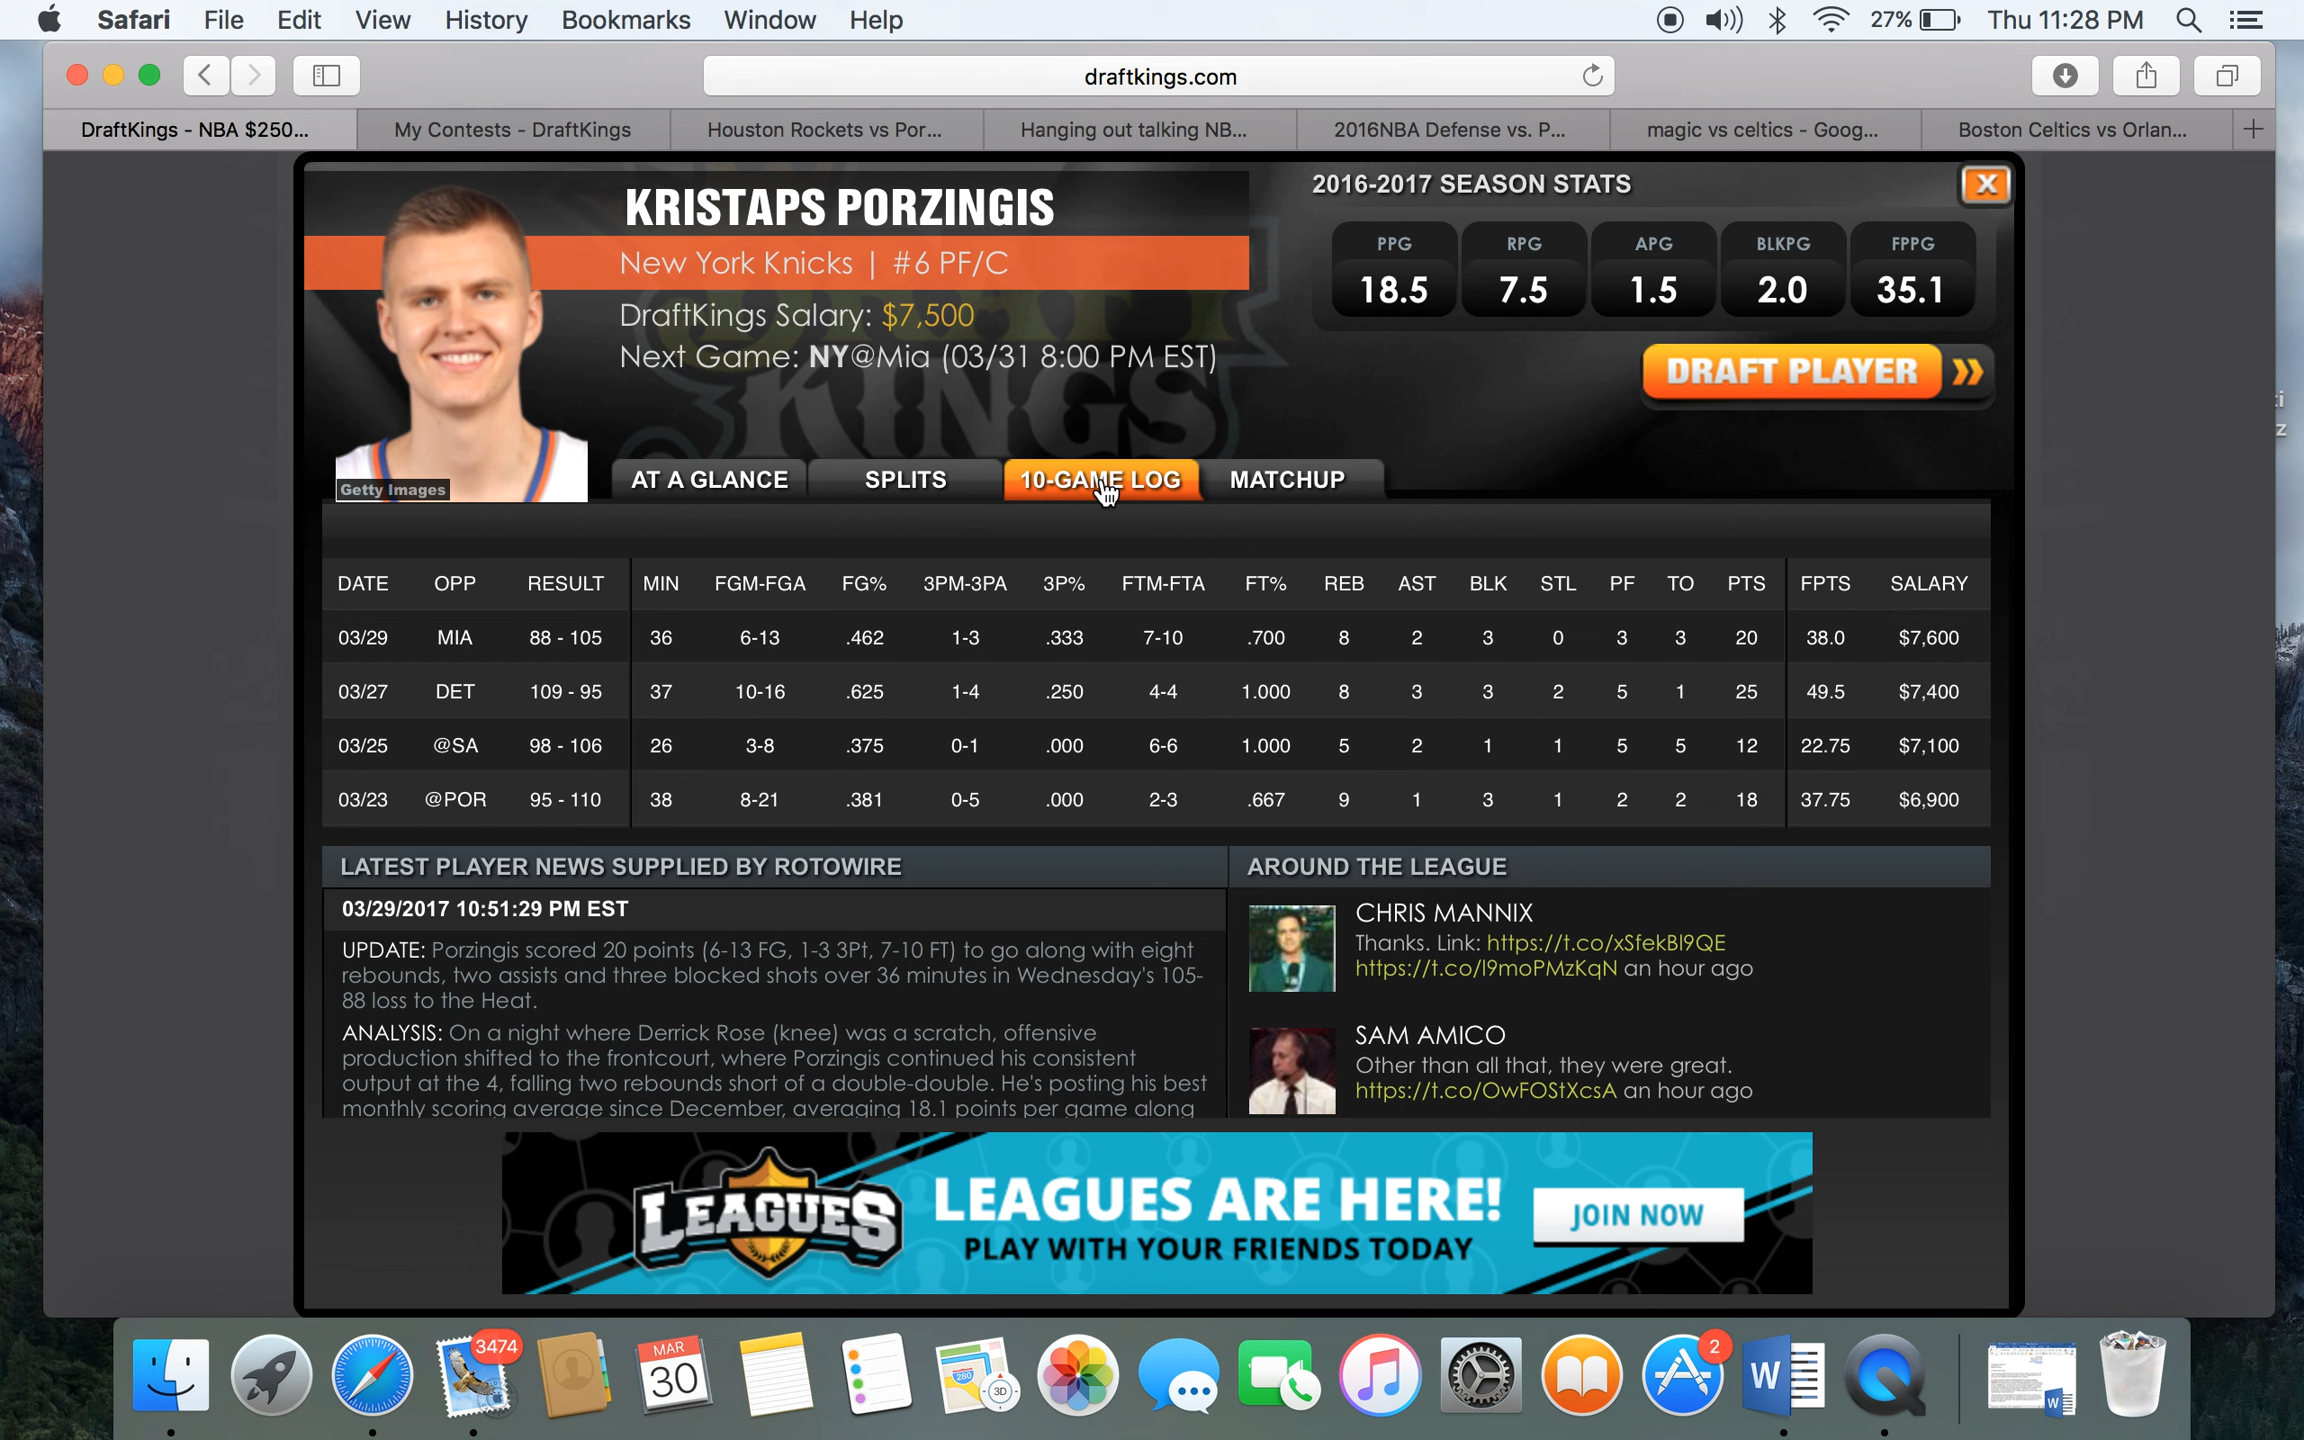 Safari File Edit View History Bookmarks Window Help 27% Thu 11:28 PM
draftkings.com
DraftKings - NBA $250... My Contests - DraftKings Houston Rockets vs Por... Hanging out talking NB... 2016NBA Defense vs. P... magic vs celtics - Goog... Boston Celtics vs Orlan... +
KRISTAPS PORZINGIS
New York Knicks | #6 PF/C
DraftKings Salary: $7,500
Next Game: NY@Mia (03/31 8:00 PM EST)
KINGS
Getty Images
2016-2017 SEASON STATS
X
PPG RPG APG BLKPG FPPG
18.5 7.5 1.5 2.0 35.1
DRAFT PLAYER
AT A GLANCE SPLITS 10-GAME LOG MATCHUP
DATE OPP RESULT MIN FGM-FGA FG% 3PM-3PA 3P% FTM-FTA FT% REB AST BLK STL PF TO PTS FPTS SALARY
03/29 MIA 88 - 105 36 6-13 .462 1-3 .333 7-10 .700 8 2 3 0 3 3 20 38.0 $7,600
03/27 DET 109 - 95 37 10-16 .625 1-4 .250 4-4 1.000 8 3 3 2 5 1 25 49.5 $7,400
03/25 @SA 98 - 106 26 3-8 .375 0-1 .000 6-6 1.000 5 2 1 1 5 5 12 22.75 $7,100
03/23 @POR 95 - 110 38 8-21 .381 0-5 .000 2-3 .667 9 1 3 1 2 2 18 37.75 $6,900
LATEST PLAYER NEWS SUPPLIED BY ROTOWIRE
03/29/2017 10:51:29 PM EST
UPDATE: Porzingis scored 20 points (6-13 FG, 1-3 3Pt, 7-10 FT) to go along with eight
rebounds, two assists and three blocked shots over 36 minutes in Wednesday's 105-
88 loss to the Heat.
ANALYSIS: On a night where Derrick Rose (knee) was a scratch, offensive
production shifted to the frontcourt, where Porzingis continued his consistent
output at the 4, falling two rebounds short of a double-double. He's posting his best
monthly scoring average since December, averaging 18.1 points per game along
AROUND THE LEAGUE
CHRIS MANNIX
Thanks. Link: https://t.co/xSfekBl9QE
https://t.co/l9moPMzKqN an hour ago
SAM AMICO
Other than all that, they were great.
https://t.co/OwFOStXcsA an hour ago
LEAGUES
LEAGUES ARE HERE!
PLAY WITH YOUR FRIENDS TODAY
JOIN NOW
3474
MAR
30
280
3D
2
W